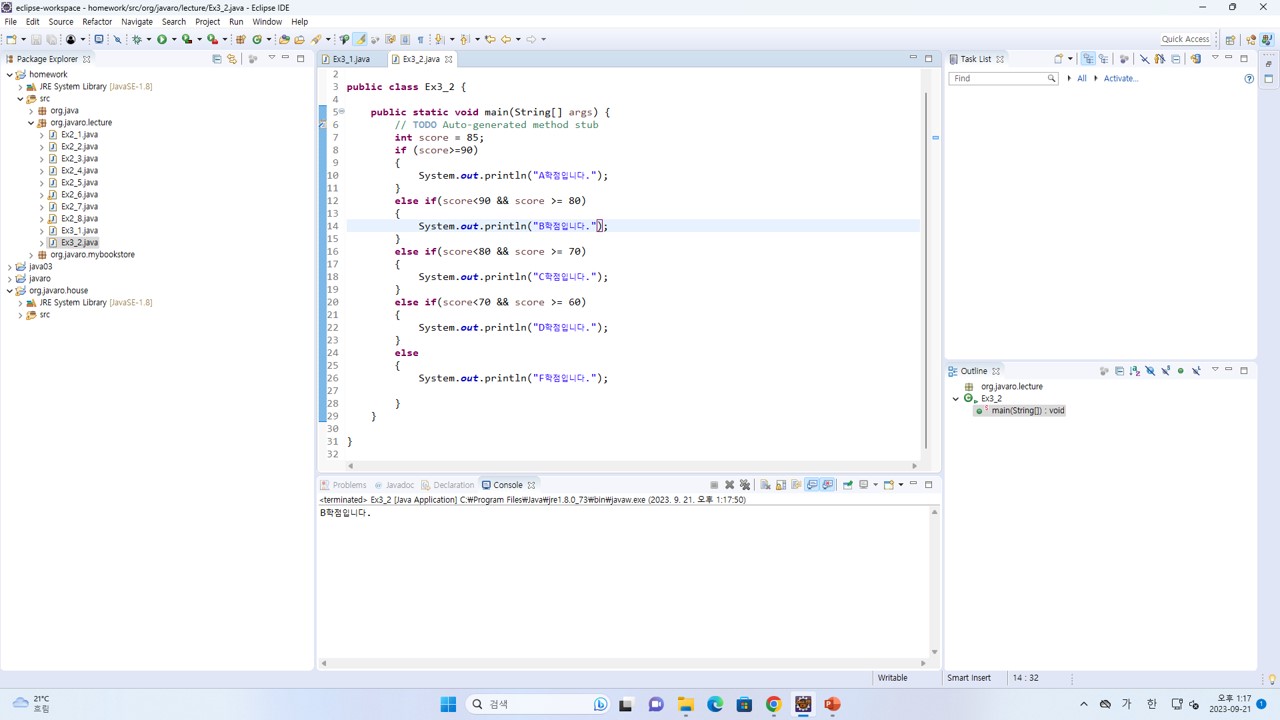 eclipse-workspace - homework/src/org/javaro/lecture/Ex3_2.java - Eclipse IDE
File Edit Source Refactor Navigate Search Project Run Window Help
Quick Access
Package Explorer
homework
JRE System Library [JavaSE-1.8]
src
org.java
org.javaro.lecture
Ex2_1.java
Ex2_2.java
Ex2_3.java
Ex2_4.java
Ex2_5.java
Ex2_6.java
Ex2_7.java
Ex2_8.java
Ex3_1.java
Ex3_2.java
org.javaro.mybookstore
java03
javaro
org.javaro.house
JRE System Library [JavaSE-1.8]
src
Ex3_1.java Ex3_2.java
2
3 public class Ex3_2 {
4
5 public static void main(String[] args) {
6 // TODO Auto-generated method stub
7 int score = 85;
8 if (score>=90)
9 {
10 System.out.println("A학점입니다.");
11 }
12 else if(score<90 && score >= 80)
13 {
14 System.out.println("B학점입니다.");
15 }
16 else if(score<80 && score >= 70)
17 {
18 System.out.println("C학점입니다.");
19 }
20 else if(score<70 && score >= 60)
21 {
22 System.out.println("D학점입니다.");
23 }
24 else
25 {
26 System.out.println("F학점입니다.");
27
28 }
29 }
30
31 }
32
Task List
Find All Activate...
Outline
org.javaro.lecture
Ex3_2
main(String[]) : void
Problems Javadoc Declaration Console
<terminated> Ex3_2 [Java Application] C:₩Program Files₩Java₩jre1.8.0_73₩bin₩javaw.exe (2023. 9. 21. 오후 1:17:50)
B학점입니다.
Writable Smart Insert 14 : 32
21°C
흐림
검색
가 한
오후 1:17
2023-09-21
1